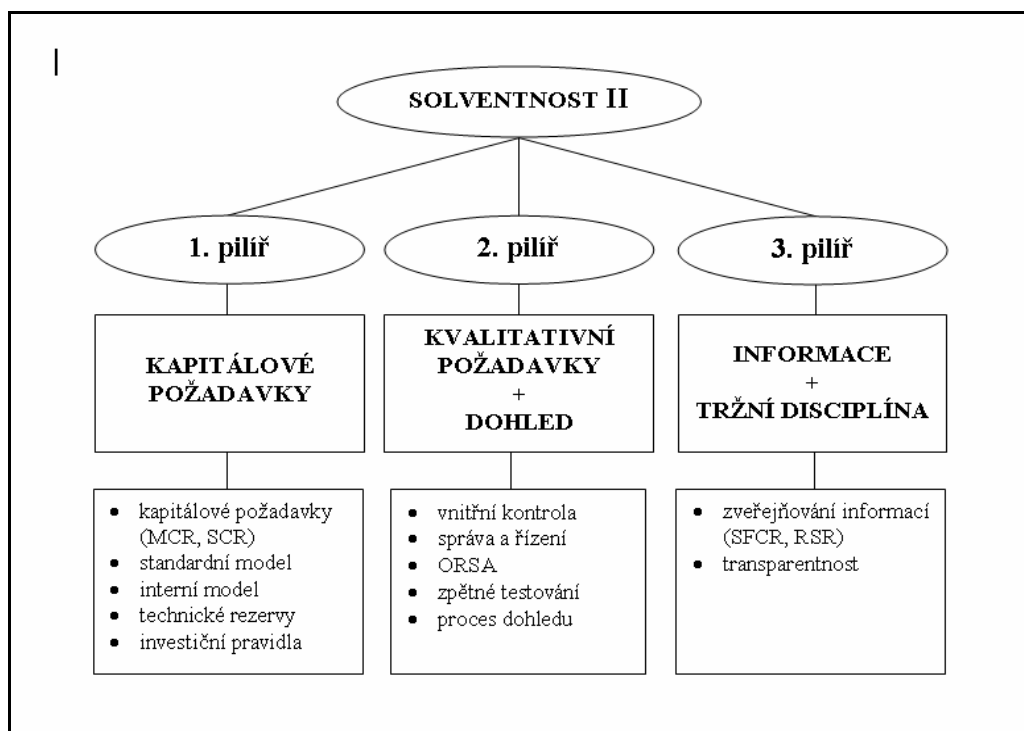 SOLVENTNOST II
1. pilíř
2. pilíř
3. pilíř
KAPITÁLOVÉ
POŽADAVKY
KVALITATIVNÍ
POŽADAVKY
+
DOHLED
INFORMACE
+
TRŽNÍ DISCIPLÍNA
• kapitálové požadavky
(MCR, SCR)
• standardní model
• interní model
• technické rezervy
• investiční pravidla
• vnitřní kontrola
• správa a řízení
• ORSA
• zpětné testování
• proces dohledu
• zveřejňování informací
(SFCR, RSR)
• transparentnost